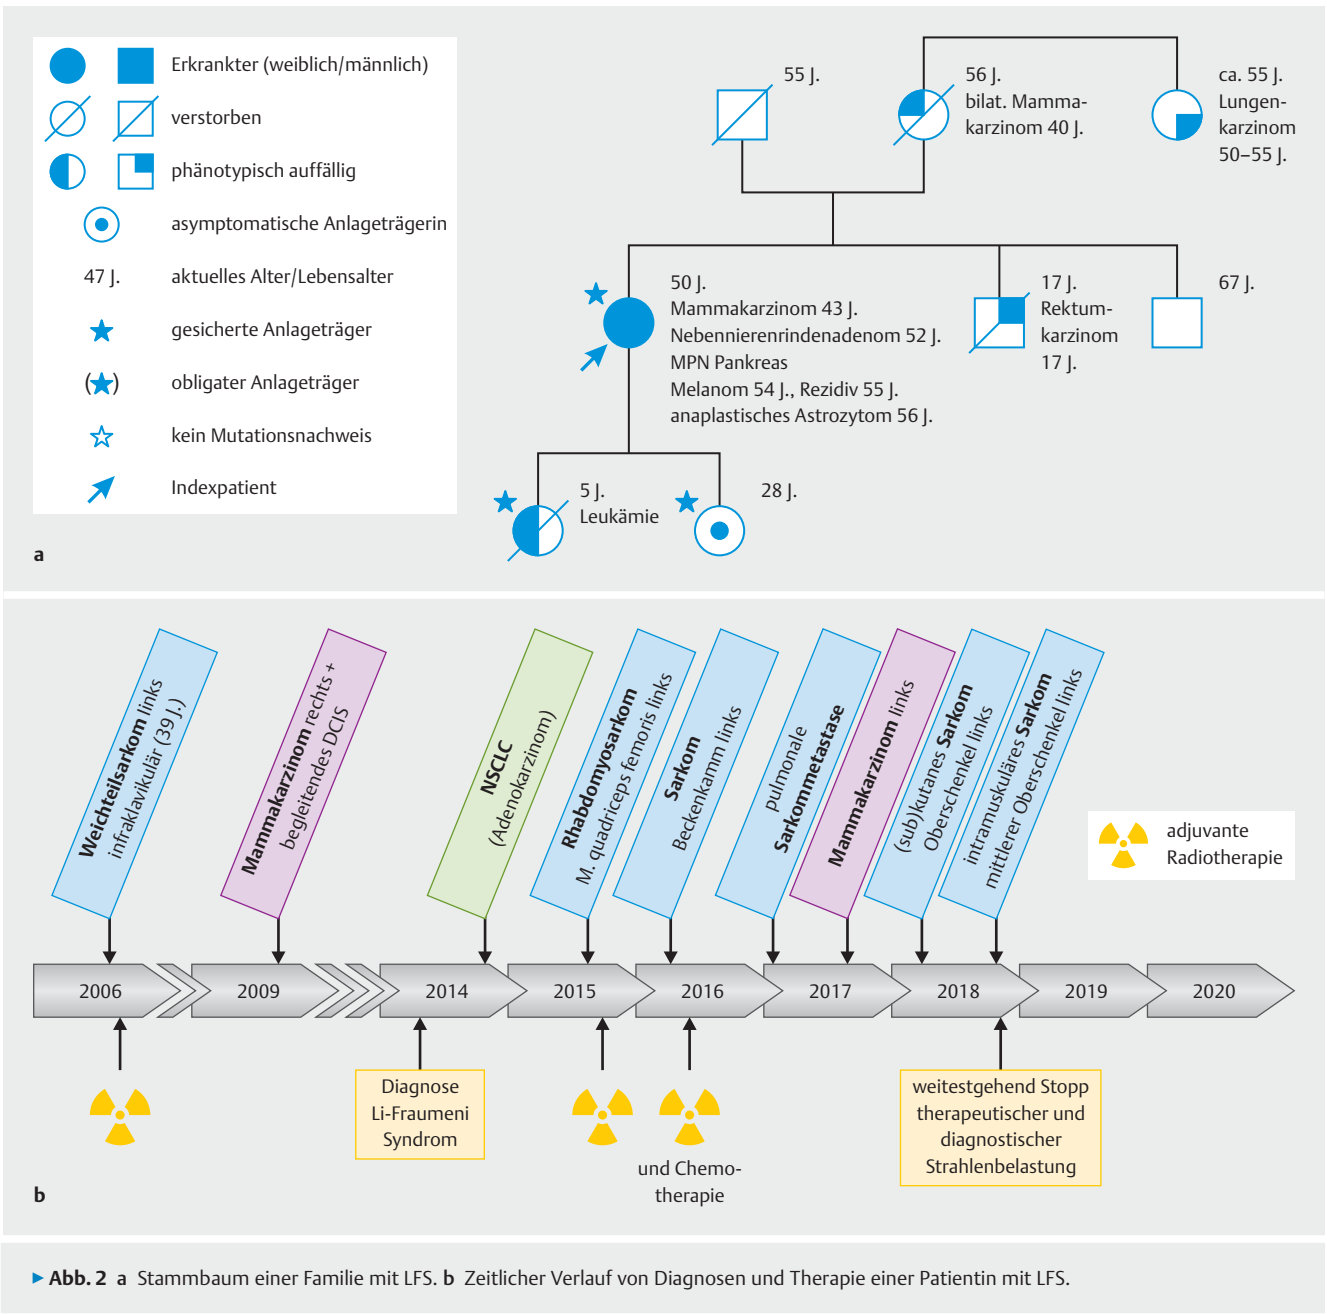 Erkrankter (weiblich/männlich)
verstorben
phänotypisch auffällig
asymptomatische Anlageträgerin
47 J. aktuelles Alter/Lebensalter
gesicherte Anlageträger
(★) obligater Anlageträger
kein Mutationsnachweis
Indexpatient
55 J.
56 J.
bilat. Mamma-
karzinom 40 J.
ca. 55 J.
Lungen-
karzinom
50–55 J.
50 J.
Mammakarzinom 43 J.
Nebennierenrindenadenom 52 J.
MPN Pankreas
Melanom 54 J., Rezidiv 55 J.
anaplastisches Astrozytom 56 J.
17 J.
Rektum-
karzinom
17 J.
67 J.
5 J.
Leukämie
28 J.
a
Weichteilsarkom links
infraklavikulär (39 J.)
Mammakarzinom rechts +
begleitendes DCIS
NSCLC
(Adenokarzinom)
Rhabdomyosarkom
M. quadriceps femoris links
Sarkom
Beckenkamm links
pulmonale
Sarkommetastase
Mammakarzinom links
(sub)kutanes Sarkom
Oberschenkel links
intramuskuläres Sarkom
mittlerer Oberschenkel links
adjuvante
Radiotherapie
2006 2009 2014 2015 2016 2017 2018 2019 2020
Diagnose
Li-Fraumeni
Syndrom
und Chemo-
therapie
weitestgehend Stopp
therapeutischer und
diagnostischer
Strahlenbelastung
b
▶ Abb. 2 a Stammbaum einer Familie mit LFS. b Zeitlicher Verlauf von Diagnosen und Therapie einer Patientin mit LFS.